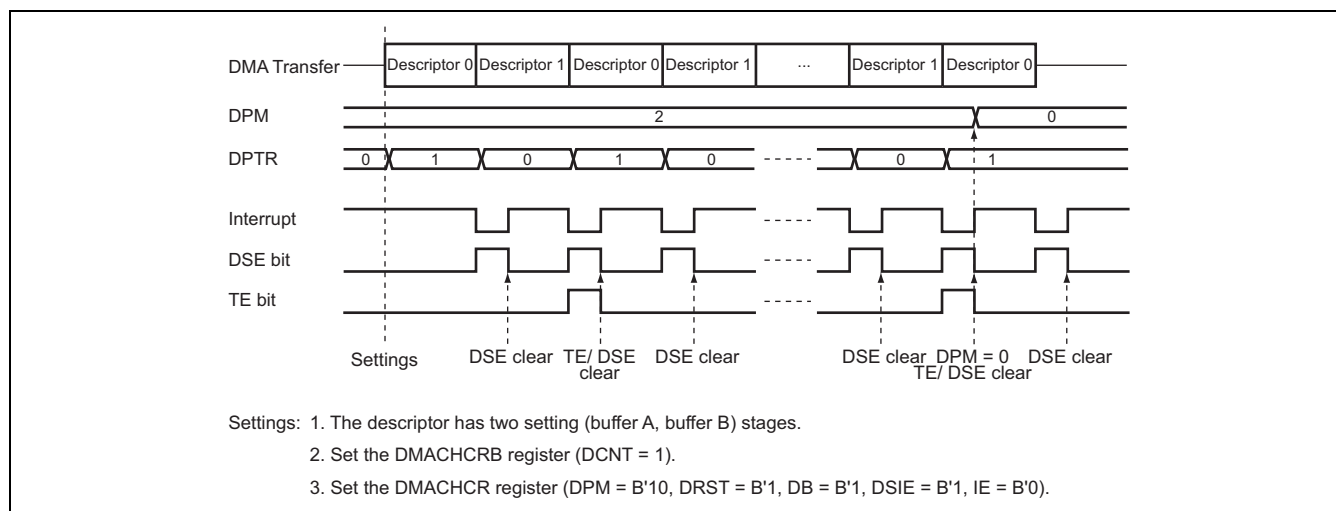 DMA Transfer Descriptor 0 Descriptor 1 Descriptor 0 Descriptor 1 ... Descriptor 1 Descriptor 0
DPM 2 0
DPTR 0 1 0 1 0 0 1
Interrupt
DSE bit
TE bit
Settings DSE clear TE/ DSE clear DSE clear DSE clear DPM = 0 TE/ DSE clear DSE clear
Settings: 1. The descriptor has two setting (buffer A, buffer B) stages.
2. Set the DMACHCRB register (DCNT = 1).
3. Set the DMACHCR register (DPM = B'10, DRST = B'1, DB = B'1, DSIE = B'1, IE = B'0).